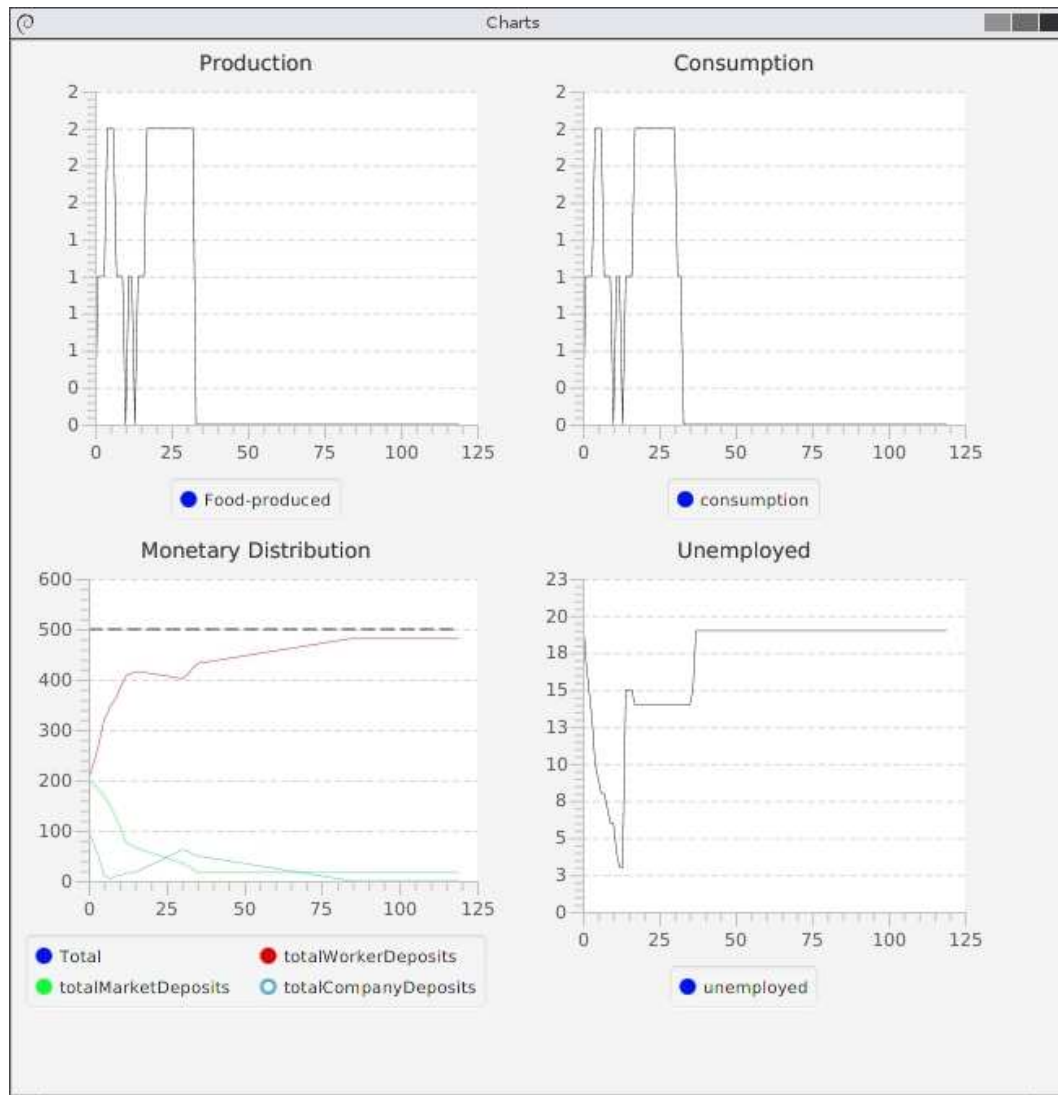 Charts
Production
2
2
2
2
1
1
1
1
0
0
0 25 50 75 100 125
Food-produced
Consumption
2
2
2
2
1
1
1
1
0
0
0 25 50 75 100 125
consumption
Monetary Distribution
600
500
400
300
200
100
0
0 25 50 75 100 125
Total totalWorkerDeposits
totalMarketDeposits totalCompanyDeposits
Unemployed
23
20
18
15
13
10
8
5
3
0
0 25 50 75 100 125
unemployed